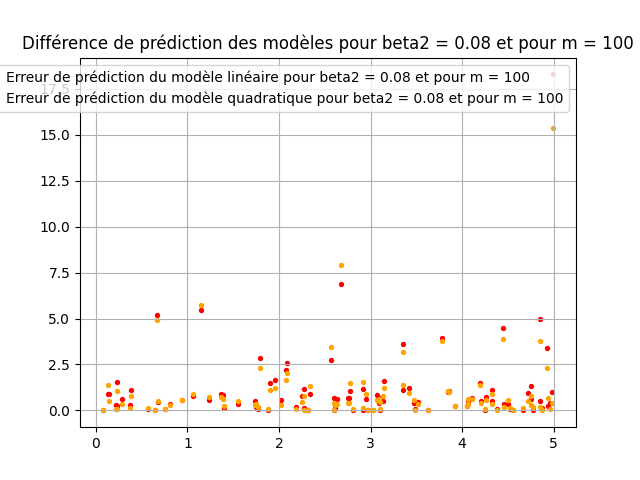 Différence de prédiction des modèles pour beta2 = 0.08 et pour m = 100
Erreur de prédiction du modèle linéaire pour beta2 = 0.08 et pour m = 100
Erreur de prédiction du modèle quadratique pour beta2 = 0.08 et pour m = 100
17.5
15.0
12.5
10.0
7.5
5.0
2.5
0.0
0 1 2 3 4 5